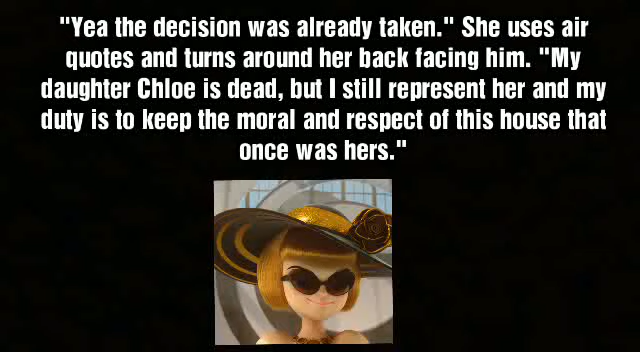 "Yea the decision was already taken." She uses air
quotes and turns around her back facing him. "My
daughter Chloe is dead, but I still represent her and my
duty is to keep the moral and respect of this house that
once was hers."